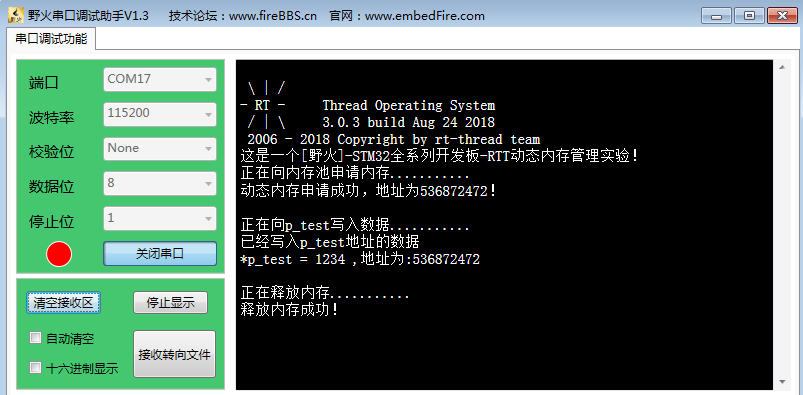 野火串口调试助手V1.3 技术论坛：www.fireBBS.cn 官网：www.embedFire.com
串口调试功能
端口 COM17
波特率 115200
校验位 None
数据位 8
停止位 1
关闭串口
清空接收区 停止显示
自动清空
十六进制显示
接收转向文件
\ | /
- RT - Thread Operating System
/ | \ 3.0.3 build Aug 24 2018
2006 - 2018 Copyright by rt-thread team
这是一个[野火]-STM32全系列开发板-RTT动态内存管理实验！
正在向内存池申请内存...........
动态内存申请成功，地址为536872472！
正在向p_test写入数据...........
已经写入p_test地址的数据
*p_test = 1234 ,地址为:536872472
正在释放内存...........
释放内存成功！